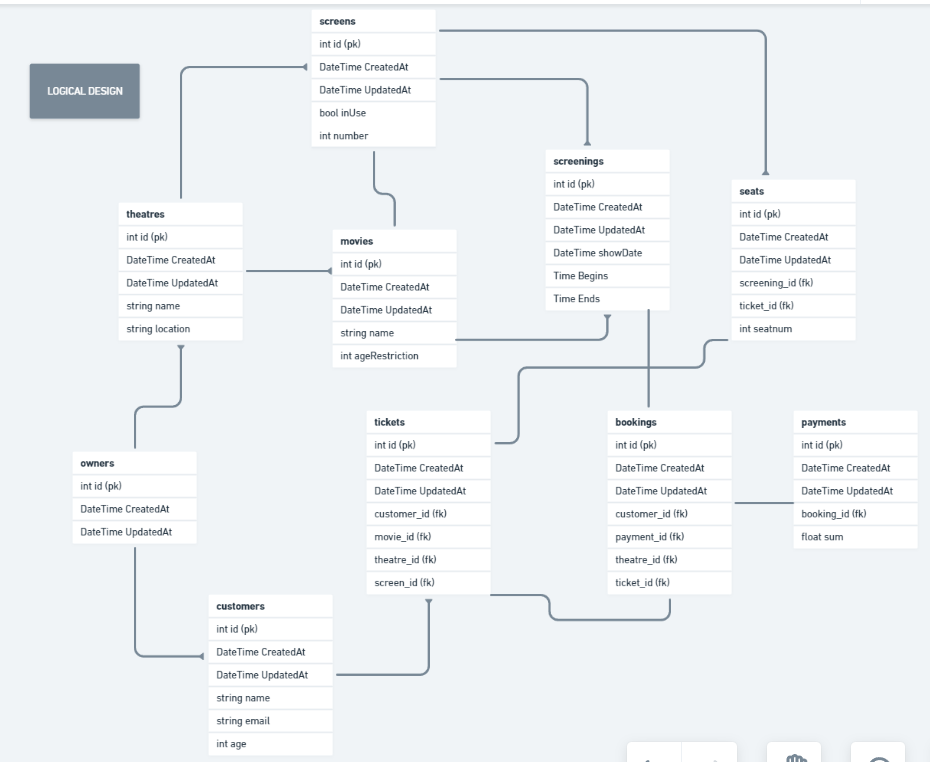 LOGICAL DESIGN
screens
int id (pk)
DateTime CreatedAt
DateTime UpdatedAt
bool inUse
int number
screenings
int id (pk)
DateTime CreatedAt
DateTime UpdatedAt
DateTime showDate
Time Begins
Time Ends
seats
int id (pk)
DateTime CreatedAt
DateTime UpdatedAt
screening_id (fk)
ticket_id (fk)
int seatnum
theatres
int id (pk)
DateTime CreatedAt
DateTime UpdatedAt
string name
string location
movies
int id (pk)
DateTime CreatedAt
DateTime UpdatedAt
string name
int ageRestriction
owners
int id (pk)
DateTime CreatedAt
DateTime UpdatedAt
tickets
int id (pk)
DateTime CreatedAt
DateTime UpdatedAt
customer_id (fk)
movie_id (fk)
theatre_id (fk)
screen_id (fk)
bookings
int id (pk)
DateTime CreatedAt
DateTime UpdatedAt
customer_id (fk)
payment_id (fk)
theatre_id (fk)
ticket_id (fk)
payments
int id (pk)
DateTime CreatedAt
DateTime UpdatedAt
booking_id (fk)
float sum
customers
int id (pk)
DateTime CreatedAt
DateTime UpdatedAt
string name
string email
int age